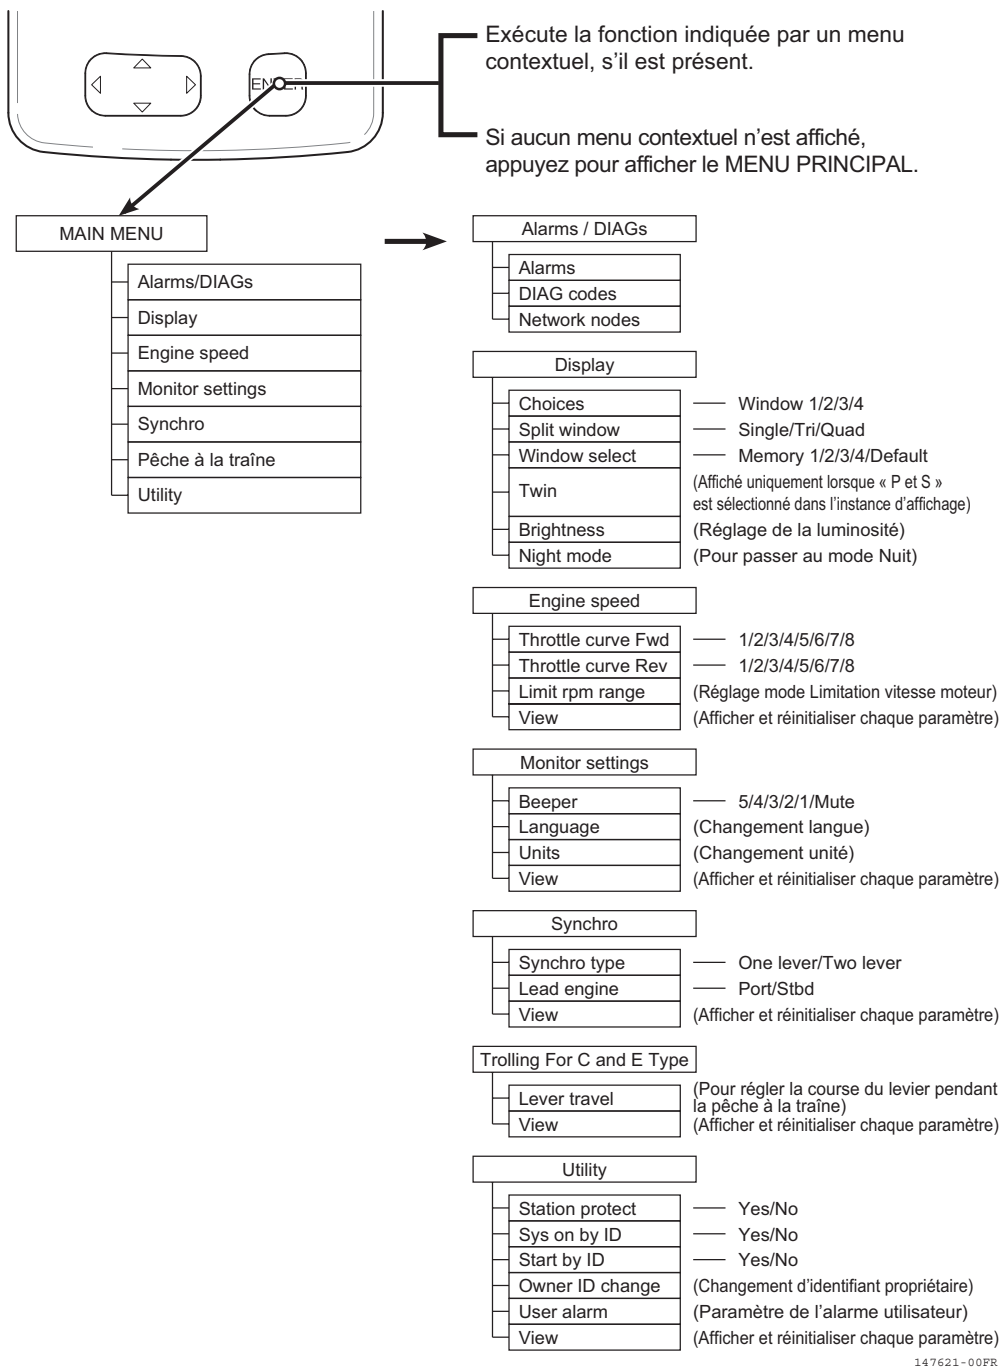 Exécute la fonction indiquée par un menu
contextuel, s'il est présent.
ENTER
Si aucun menu contextuel n'est affiché,
appuyez pour afficher le MENU PRINCIPAL.
MAIN MENU
Alarms/DIAGs
Display
Engine speed
Monitor settings
Synchro
Pêche à la traîne
Utility
Alarms / DIAGs
Alarms
DIAG codes
Network nodes
Display
Choices Window 1/2/3/4
Split window Single/Tri/Quad
Window select Memory 1/2/3/4/Default
Twin (Affiché uniquement lorsque « P et S »
est sélectionné dans l'instance d'affichage)
Brightness (Réglage de la luminosité)
Night mode (Pour passer au mode Nuit)
Engine speed
Throttle curve Fwd 1/2/3/4/5/6/7/8
Throttle curve Rev 1/2/3/4/5/6/7/8
Limit rpm range (Réglage mode Limitation vitesse moteur)
View (Afficher et réinitialiser chaque paramètre)
Monitor settings
Beeper 5/4/3/2/1/Mute
Language (Changement langue)
Units (Changement unité)
View (Afficher et réinitialiser chaque paramètre)
Synchro
Synchro type One lever/Two lever
Lead engine Port/Stbd
View (Afficher et réinitialiser chaque paramètre)
Trolling For C and E Type
Lever travel (Pour régler la course du levier pendant
la pêche à la traîne)
View (Afficher et réinitialiser chaque paramètre)
Utility
Station protect Yes/No
Sys on by ID Yes/No
Start by ID Yes/No
Owner ID change (Changement d'identifiant propriétaire)
User alarm (Paramètre de l'alarme utilisateur)
View (Afficher et réinitialiser chaque paramètre)
147621-00FR